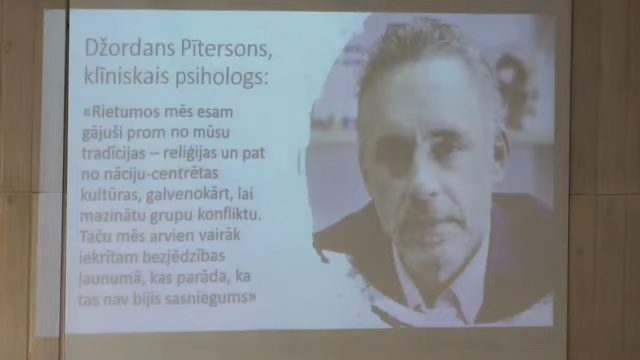 Džordans Pītersons,
klīniskais psihologs:
«Rietumos mēs esam
gājuši prom no mūsu
tradīcijas – reliģijas un pat
no nāciju-centrētas
kultūras, galvenokārt, lai
mazinātu grupu konfliktu.
Taču mēs arvien vairāk
iekrītam bezjēdzības
ļaunumā, kas parāda, ka
tas nav bijis sasniegums»